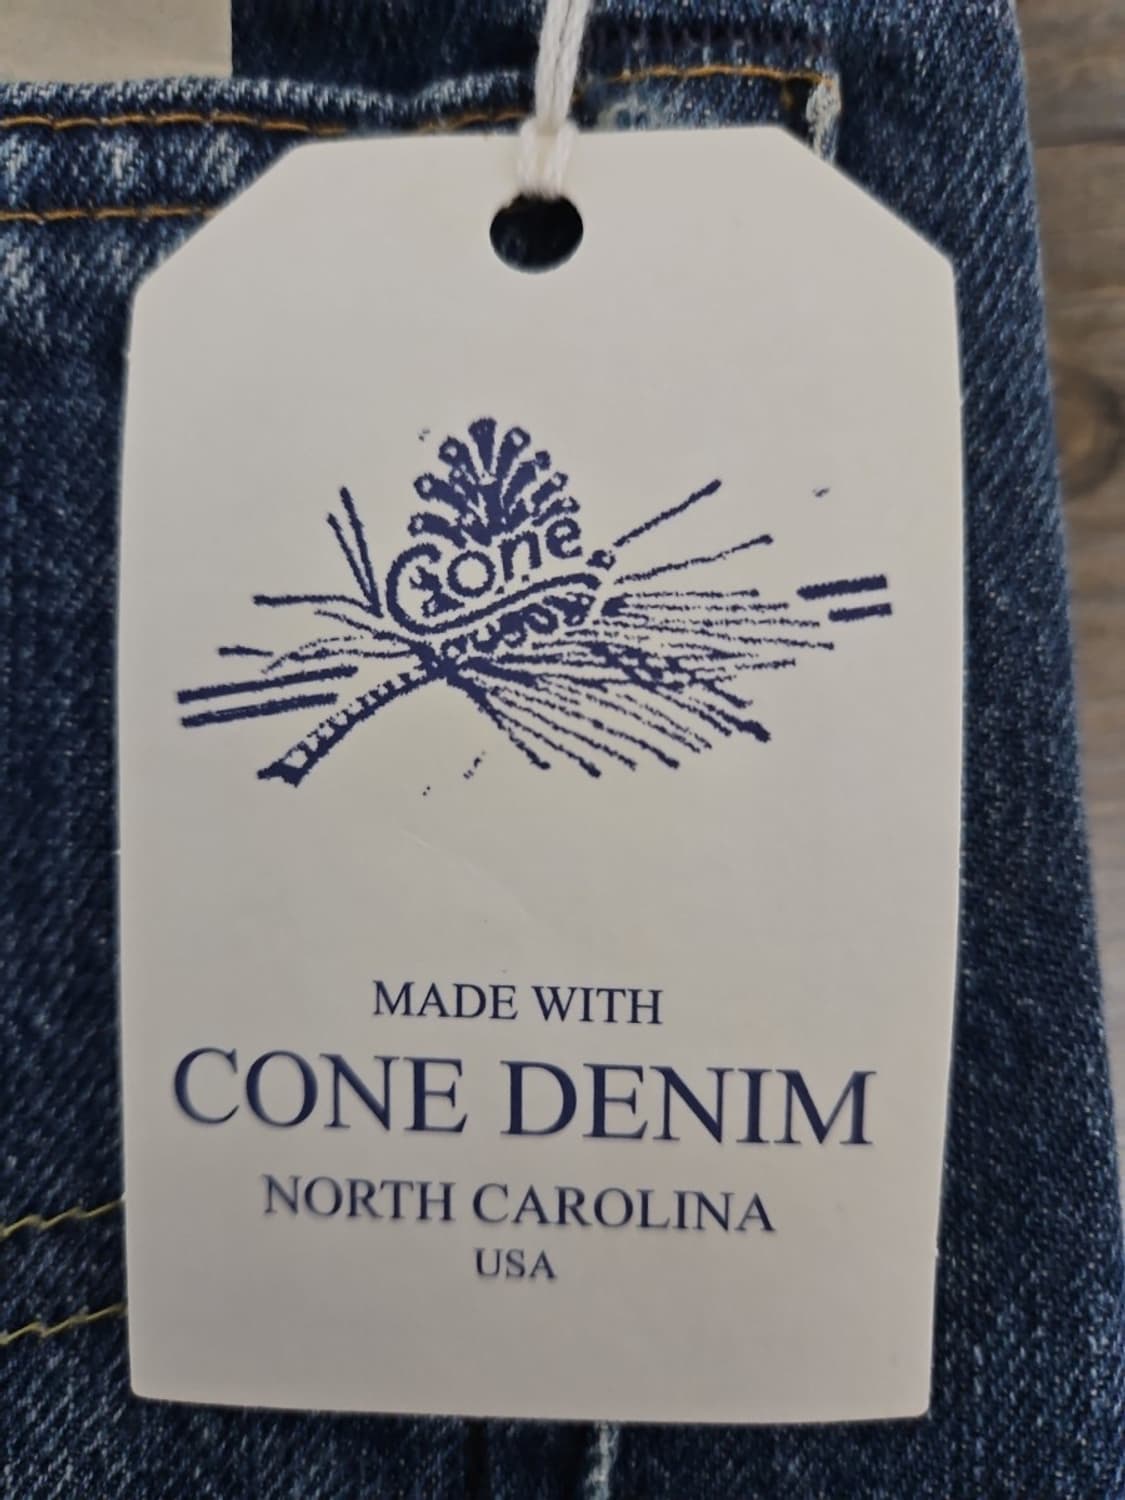 Cone
MADE WITH
CONE DENIM
NORTH CAROLINA
USA